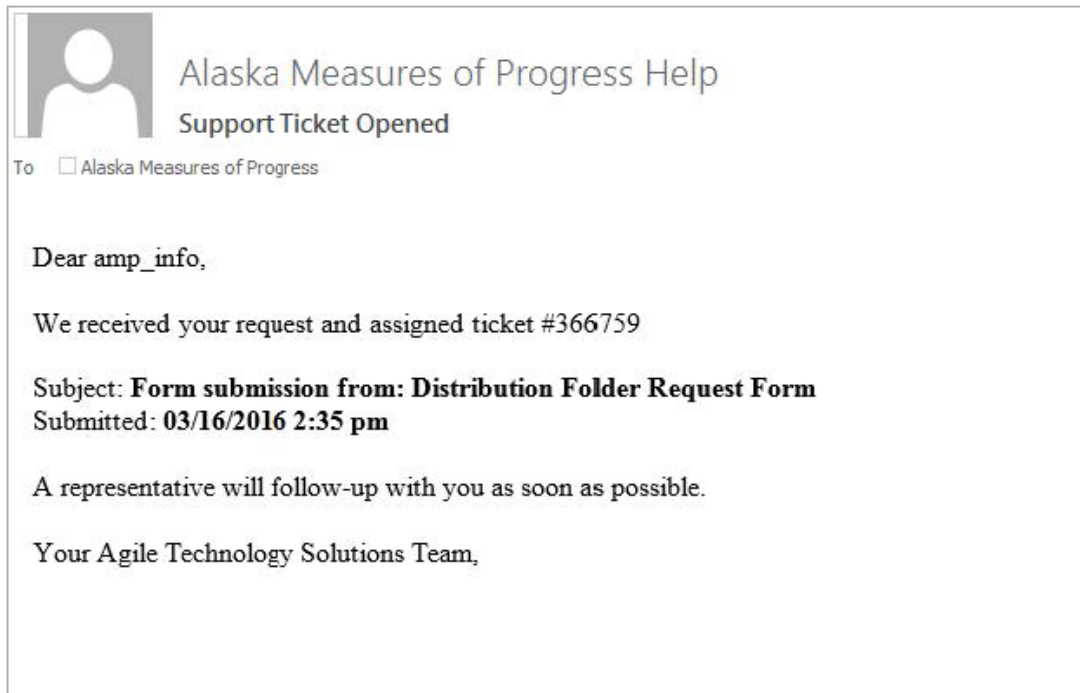 Alaska Measures of Progress Help
Support Ticket Opened
To Alaska Measures of Progress
Dear amp_info,
We received your request and assigned ticket #366759
Subject: Form submission from: Distribution Folder Request Form
Submitted: 03/16/2016 2:35 pm
A representative will follow-up with you as soon as possible.
Your Agile Technology Solutions Team,